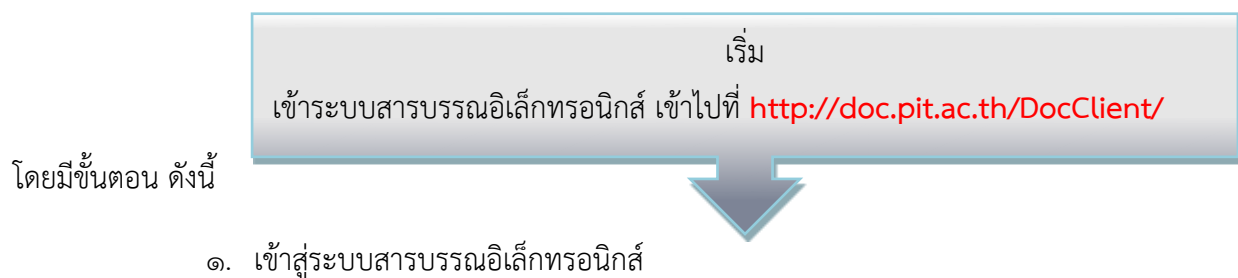 เริ่ม
เข้าระบบสารบรรณอิเล็กทรอนิกส์ เข้าไปที่ http://doc.pit.ac.th/DocClient/
โดยมีขั้นตอน ดังนี้
๑. เข้าสู่ระบบสารบรรณอิเล็กทรอนิกส์